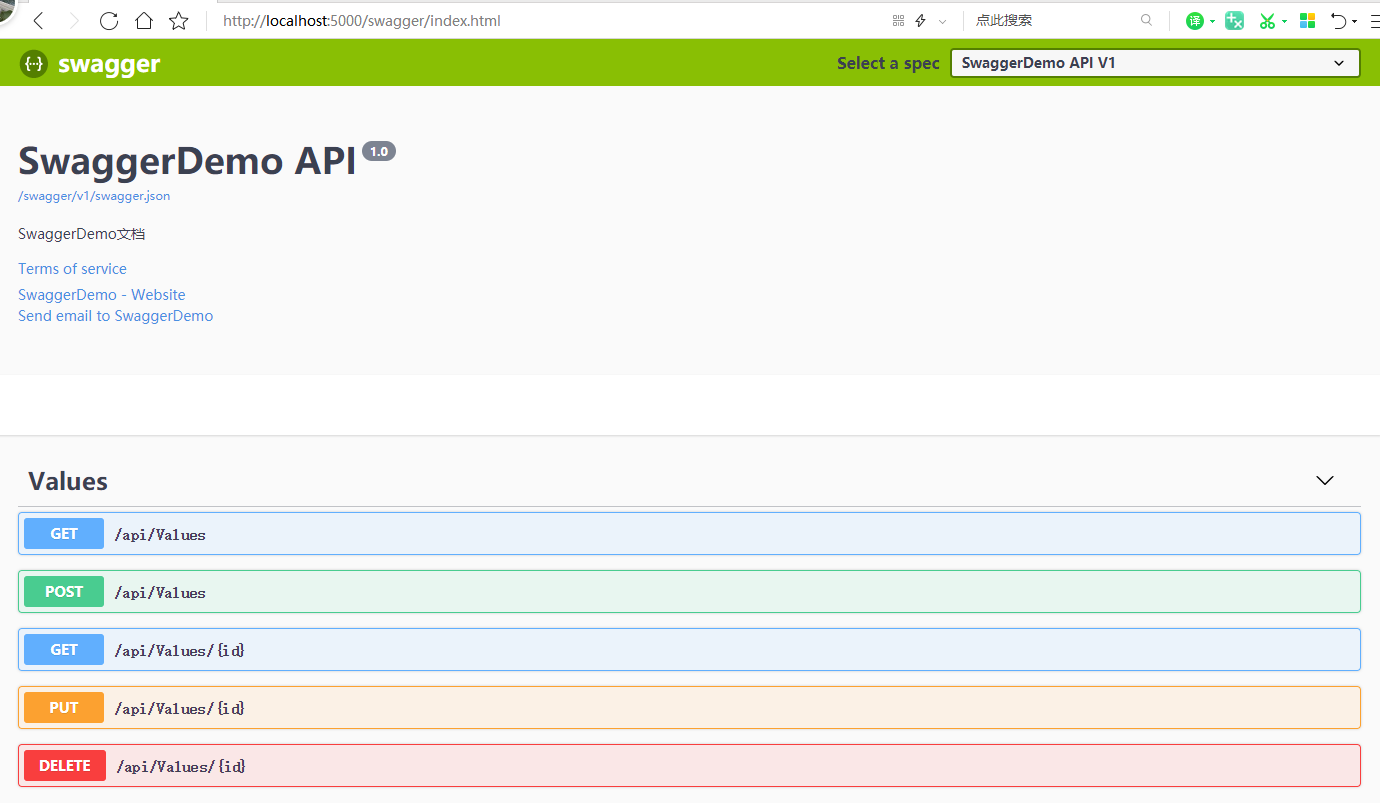 http://localhost:5000/swagger/index.html
点此搜索
译
{...} swagger
Select a spec
SwaggerDemo API V1
SwaggerDemo API 1.0
/swagger/v1/swagger.json
SwaggerDemo文档
Terms of service
SwaggerDemo - Website
Send email to SwaggerDemo
Values
GET /api/Values
POST /api/Values
GET /api/Values/{id}
PUT /api/Values/{id}
DELETE /api/Values/{id}